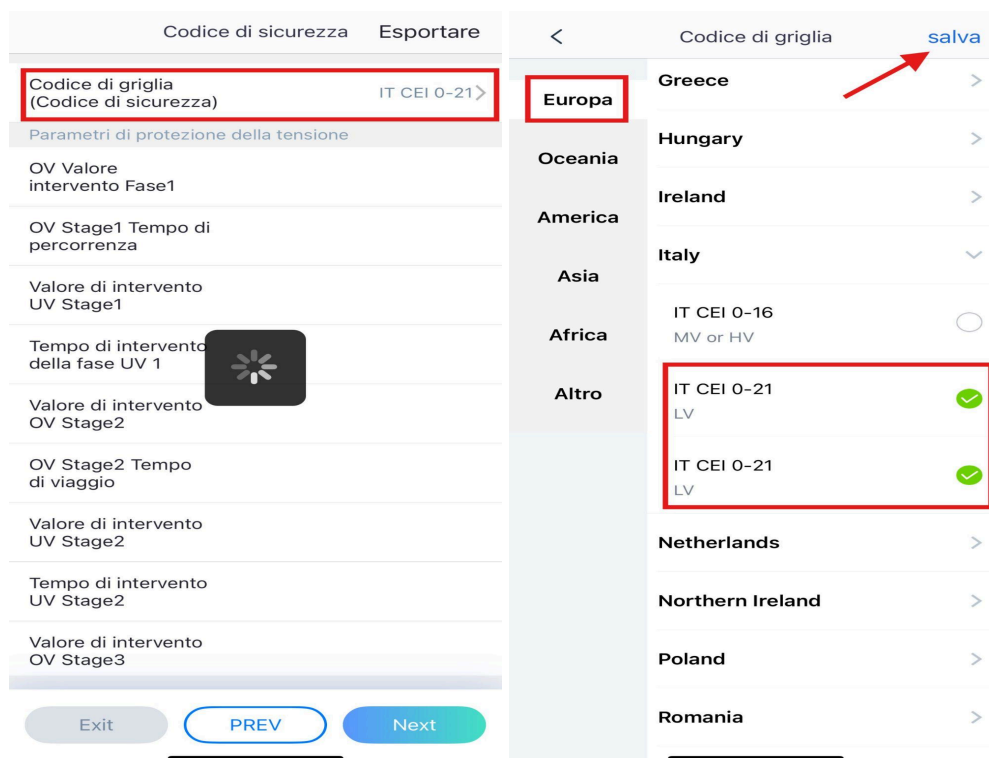 Codice di sicurezza
Esportare
Codice di griglia
(Codice di sicurezza)
IT CEI 0-21
Parametri di protezione della tensione
OV Valore
intervento Fase1
OV Stage1 Tempo di
percorrenza
Valore di intervento
UV Stage1
Tempo di intervento
della fase UV 1
Valore di intervento
OV Stage2
OV Stage2 Tempo
di viaggio
Valore di intervento
UV Stage2
Tempo di intervento
UV Stage2
Valore di intervento
OV Stage3
Exit
PREV
Next
Codice di griglia
salva
Europa
Oceania
America
Asia
Africa
Altro
Greece
Hungary
Ireland
Italy
IT CEI 0-16
MV or HV
IT CEI 0-21
LV
IT CEI 0-21
LV
Netherlands
Northern Ireland
Poland
Romania